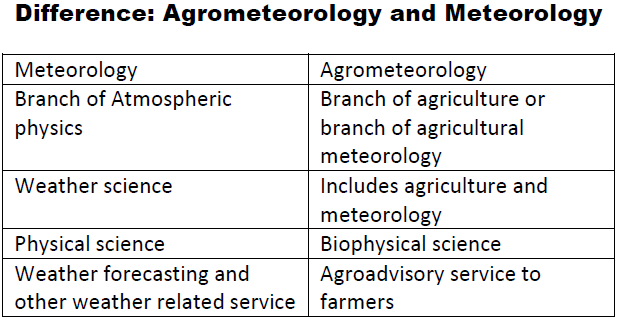 Difference: Agrometeorology and Meteorology
Meteorology
Agrometeorology
Branch of Atmospheric
physics
Branch of agriculture or
branch of agricultural
meteorology
Weather science
Includes agriculture and
meteorology
Physical science
Biophysical science
Weather forecasting and
other weather related service
Agroadvisory service to
farmers